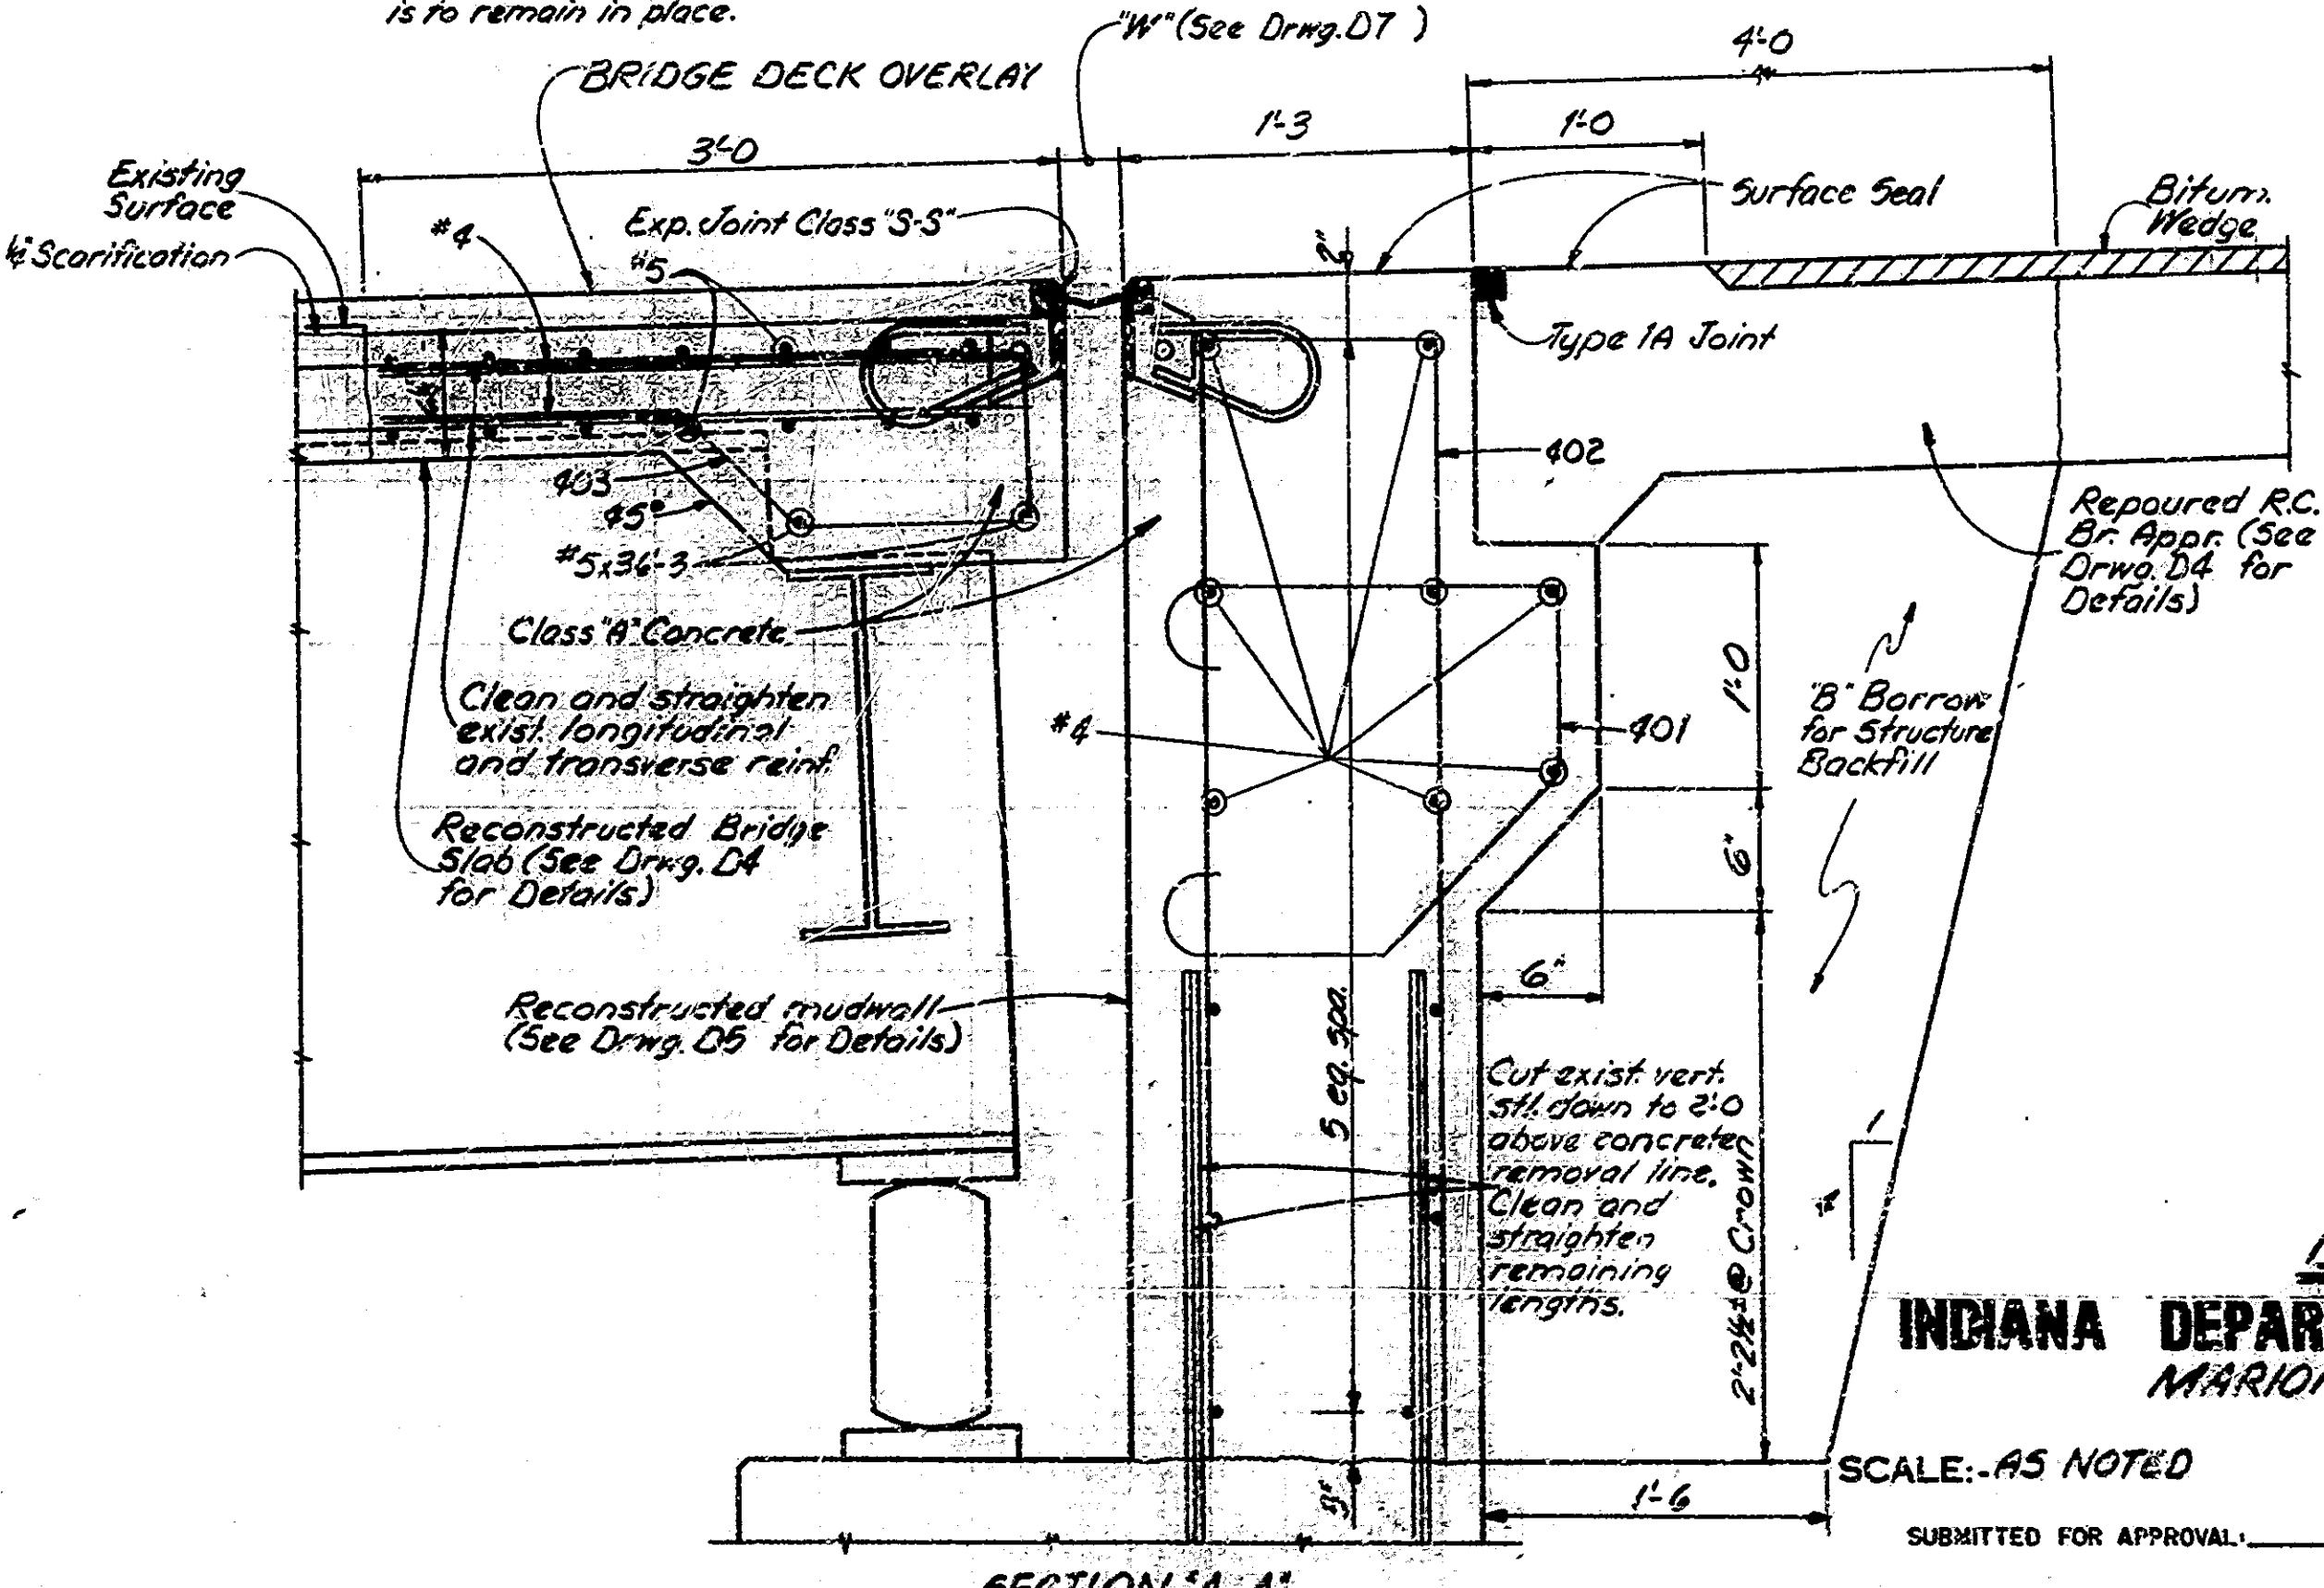 is to remain in place.
"W" (See Drwg. D7 )
4'-0
BRIDGE DECK OVERLAY
1'-3
1'-0
3'-0
Existing
Surface
Surface Seal
Bitum.
Wedge
#4
Exp. Joint Class "S-S"
2"
¼" Scarification
#5
Type 1A Joint
402
403
45°
Repoured R.C.
Br. Appr. (See
Drwg. D4 for
Details)
#5x36'-3
Class "A" Concrete
1'-0
"B" Borrow
for Structure
Backfill
Clean and straighten
exist. longitudinal
and transverse reinf.
#4
401
Reconstructed Bridge
Slab (See Drwg. D4
for Details)
6"
6"
Reconstructed mudwall
(See Drwg. D5 for Details)
5 eq. spa.
Cut exist. vert.
stl. down to 2'-0
above concrete
removal line.
Clean and
straighten
remaining
lengths.
2'-2½"± @ Crown
1
4
INDIANA DEPAR
MARION
SCALE:- AS NOTED
1'-6
SUBMITTED FOR APPROVAL:
SECTION "A-A"